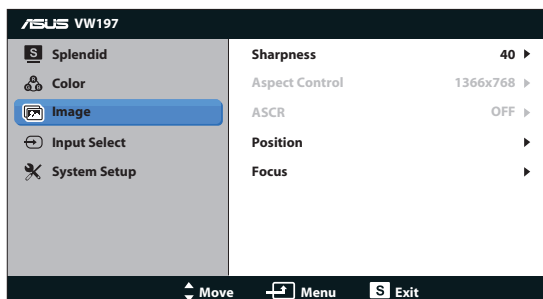 ASUS VW197
S Splendid
Color
Image
Input Select
System Setup
Sharpness 40
Aspect Control 1366x768
ASCR OFF
Position
Focus
Move Menu S Exit